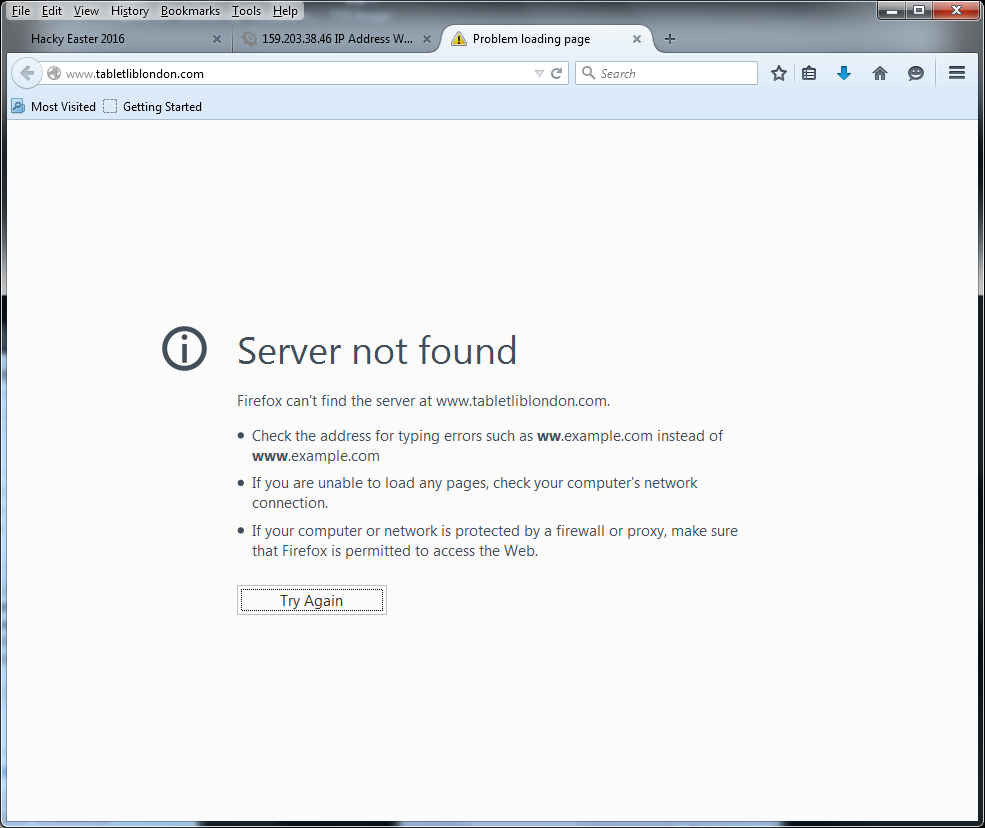 File Edit View History Bookmarks Tools Help
Hacky Easter 2016
159.203.38.46 IP Address W...
Problem loading page
www.tabletliblondon.com
Search
Most Visited
Getting Started
Server not found
Firefox can't find the server at www.tabletliblondon.com.
Check the address for typing errors such as ww.example.com instead of
www.example.com
If you are unable to load any pages, check your computer's network
connection.
If your computer or network is protected by a firewall or proxy, make sure
that Firefox is permitted to access the Web.
Try Again